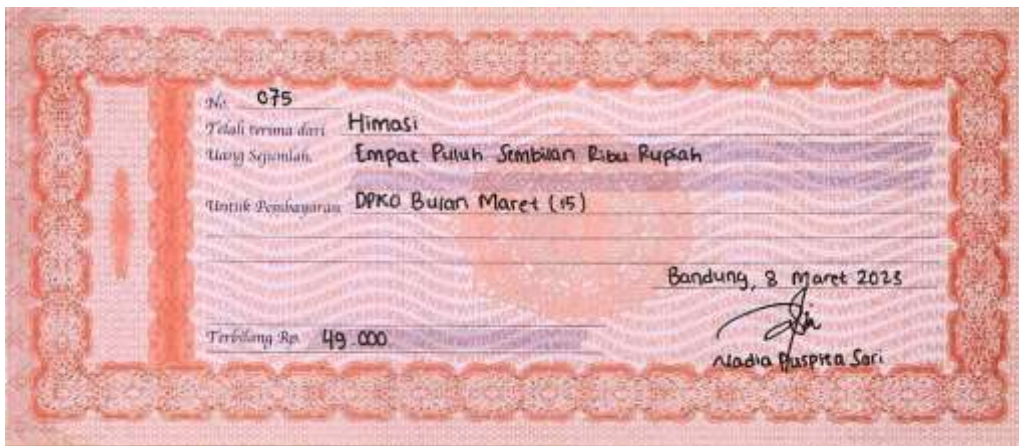 No. 075
Telah terima dari Himasi
Uang Sejumlah Empat Puluh Sembilan Ribu Rupiah
Untuk Pembayaran DPKO Bulan Maret (15)
Bandung, 8 Maret 2023
Terbilang Rp. 49.000
Nadia Puspita Sari